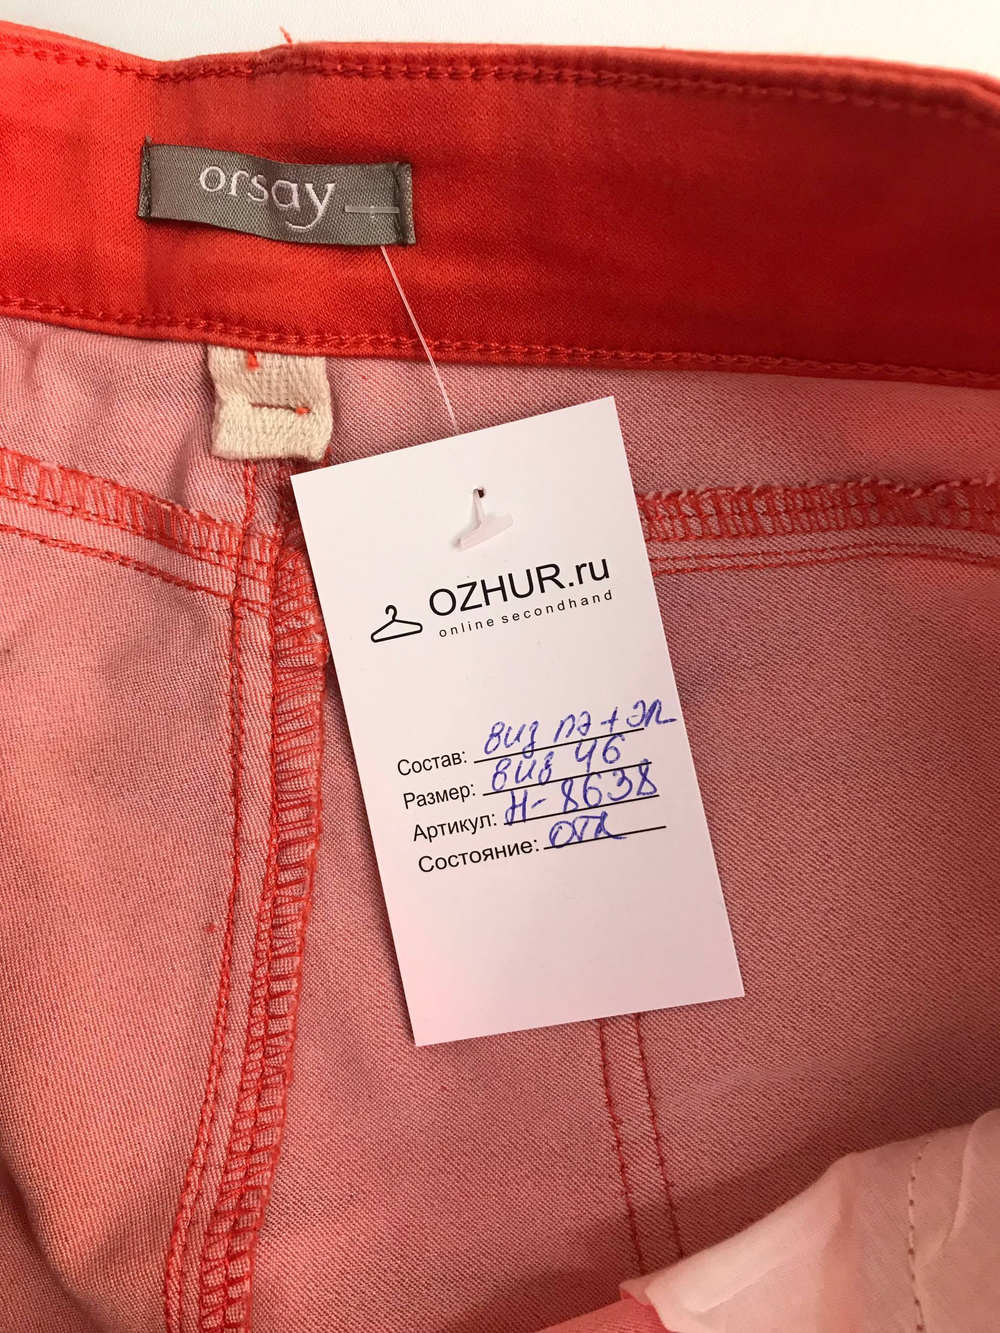 orsay
OZHUR.ru
online secondhand
Состав: виз пэ+эл
Размер: виз 46
Артикул: Н-8638
Состояние: отл